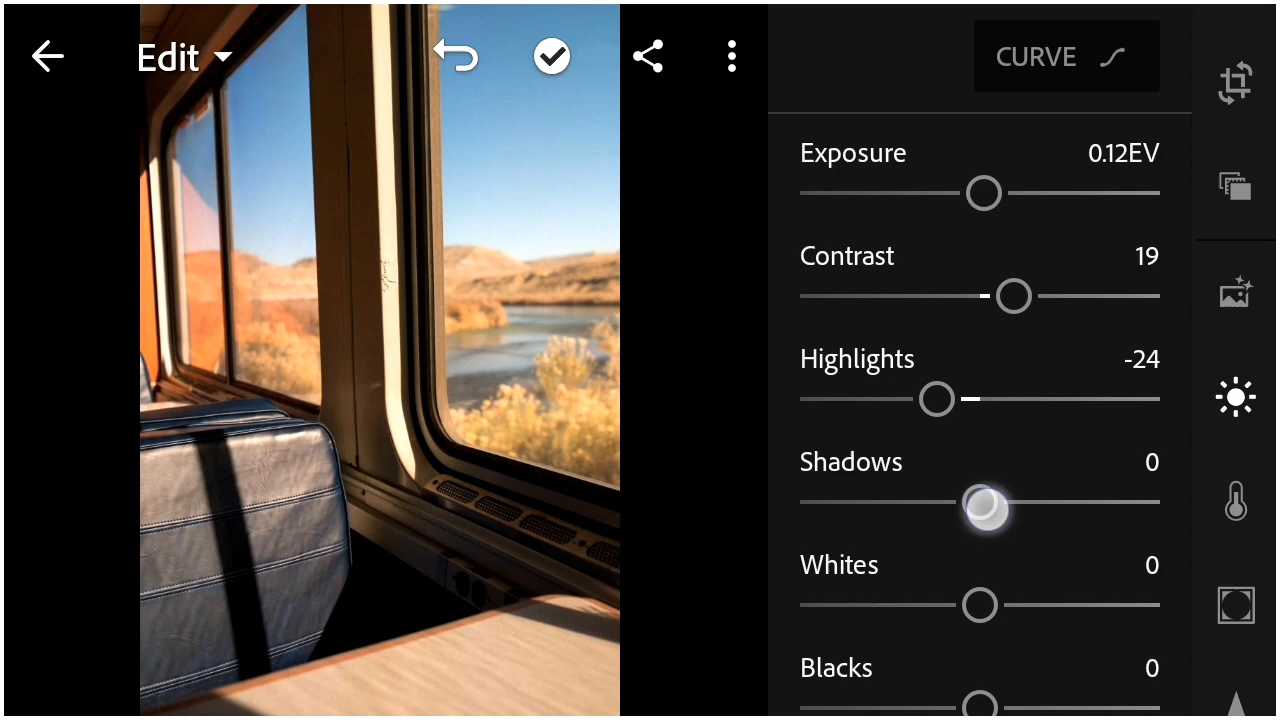 Edit
CURVE
Exposure 0.12EV
Contrast 19
Highlights -24
Shadows 0
Whites 0
Blacks 0